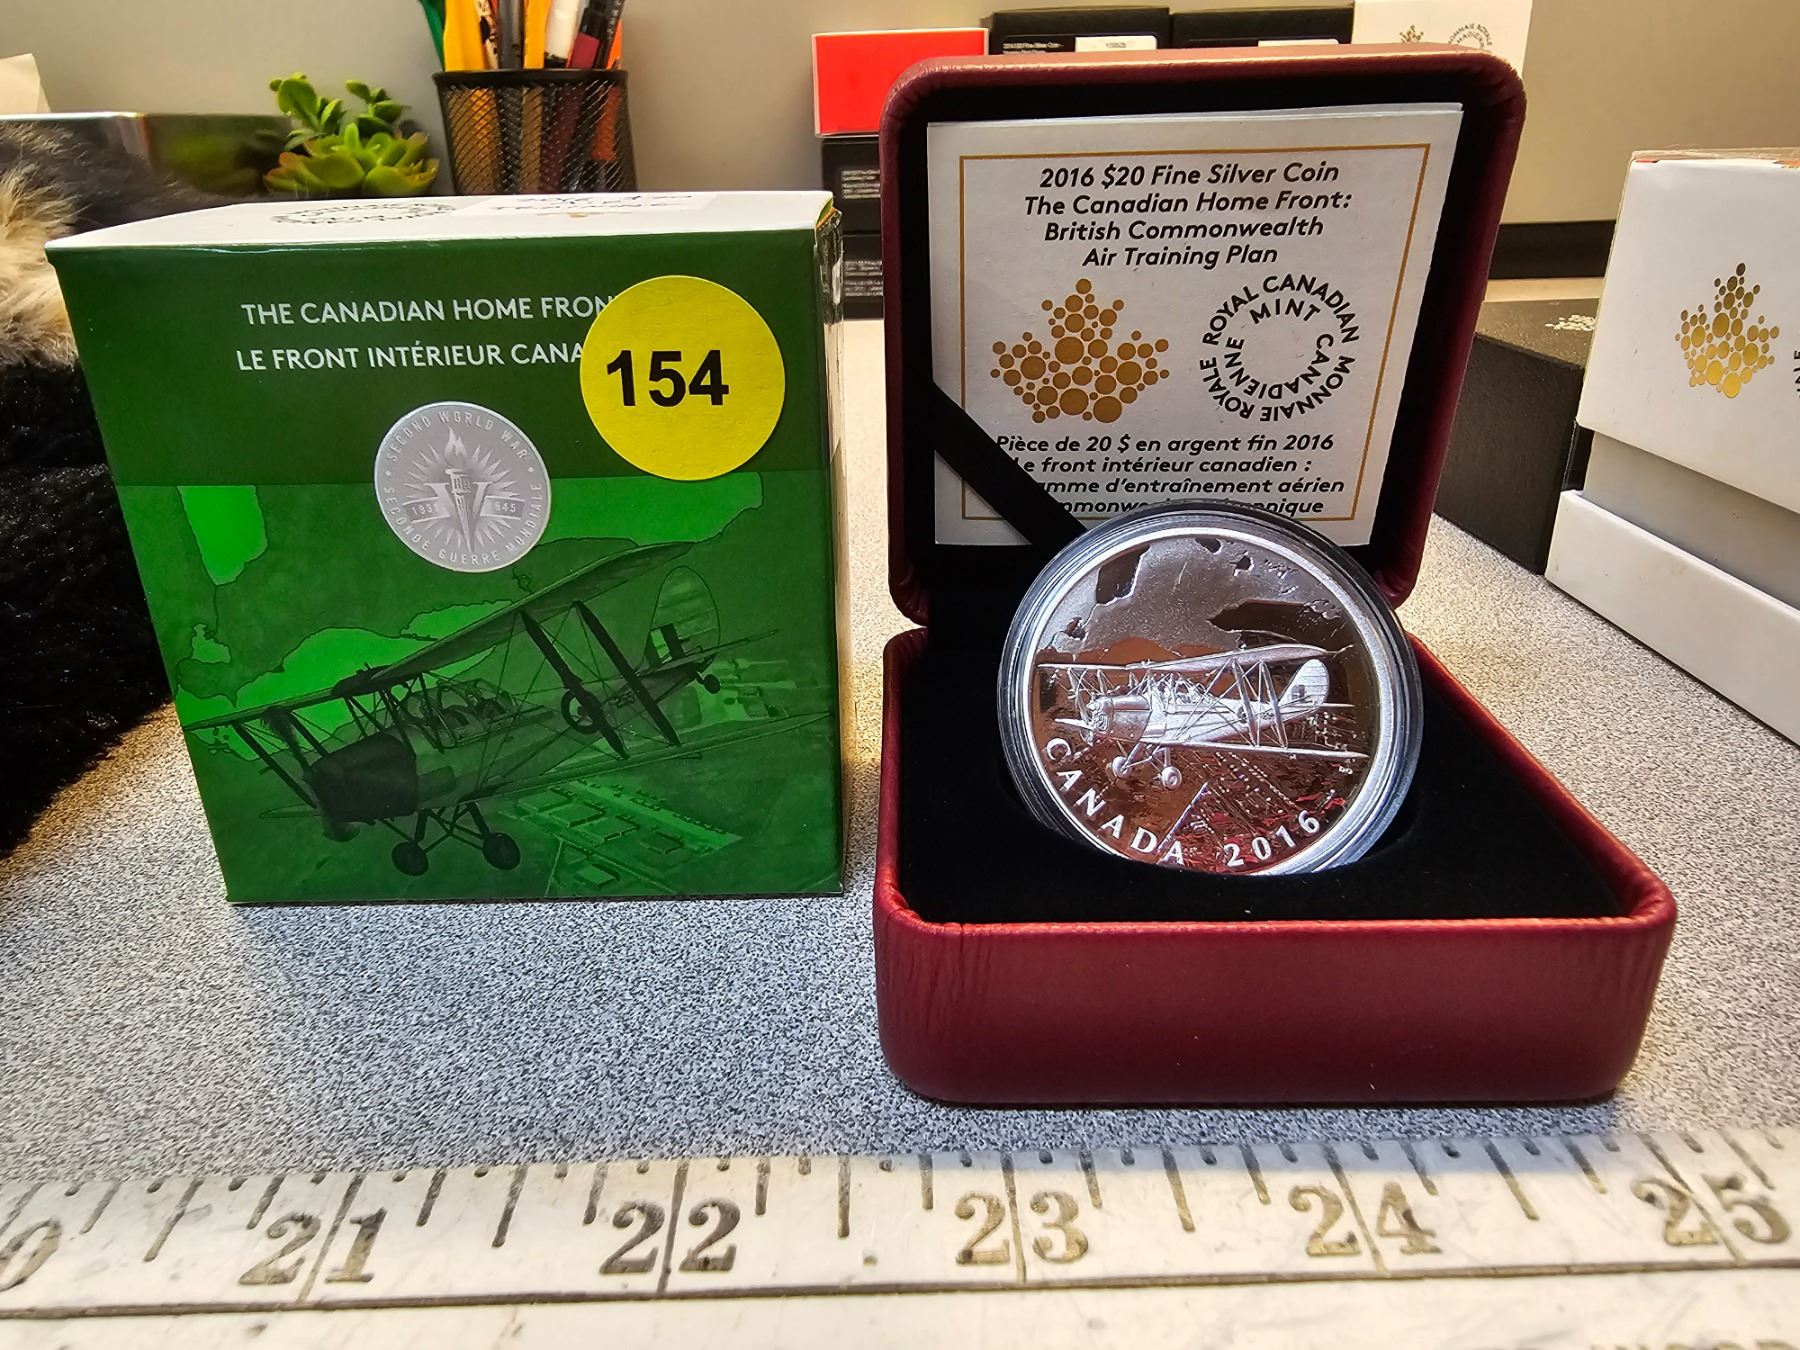 THE CANADIAN HOME FRON
LE FRONT INTÉRIEUR CANA
154
SECOND WORLD WAR
SECONDE GUERRE MONDIALE
2016 $20 Fine Silver Coin
The Canadian Home Front:
British Commonwealth
Air Training Plan
ROYAL CANADIAN MINT
MONNAIE ROYALE CANADIENNE
Pièce de 20 $ en argent fin 2016
e front intérieur canadien :
amme d'entraînement aérien
CANADA 2016
21 22 23 24 25